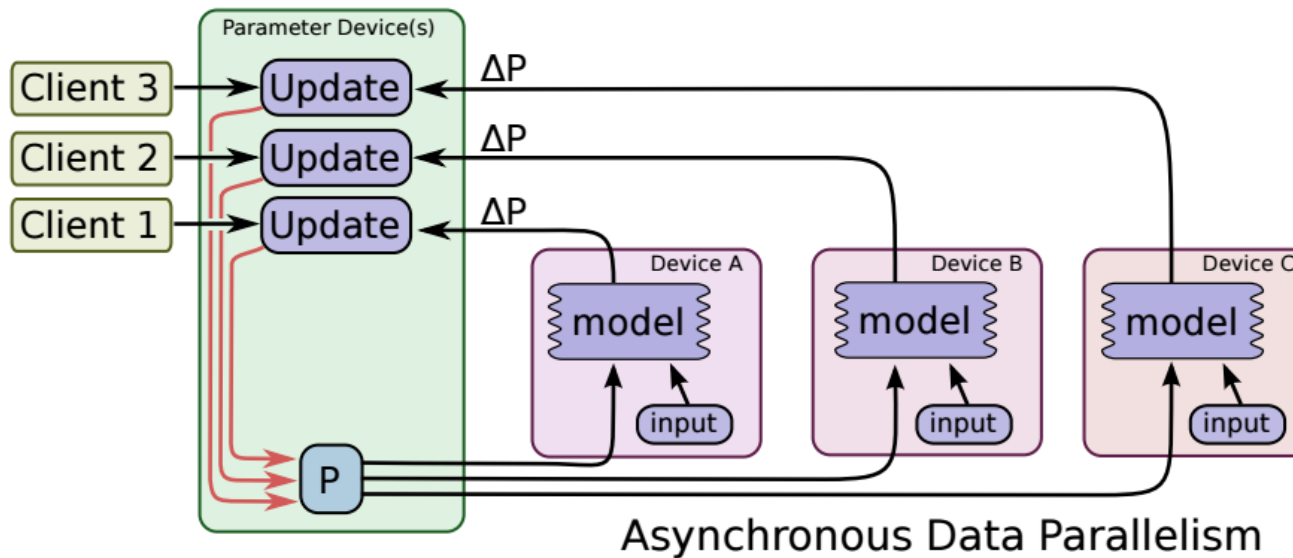 Parameter Device(s)
Client 3
Update
ΔP
Client 2
Update
ΔP
Client 1
Update
ΔP
Device A
Device B
Device C
model
model
model
input
input
input
P
Asynchronous Data Parallelism